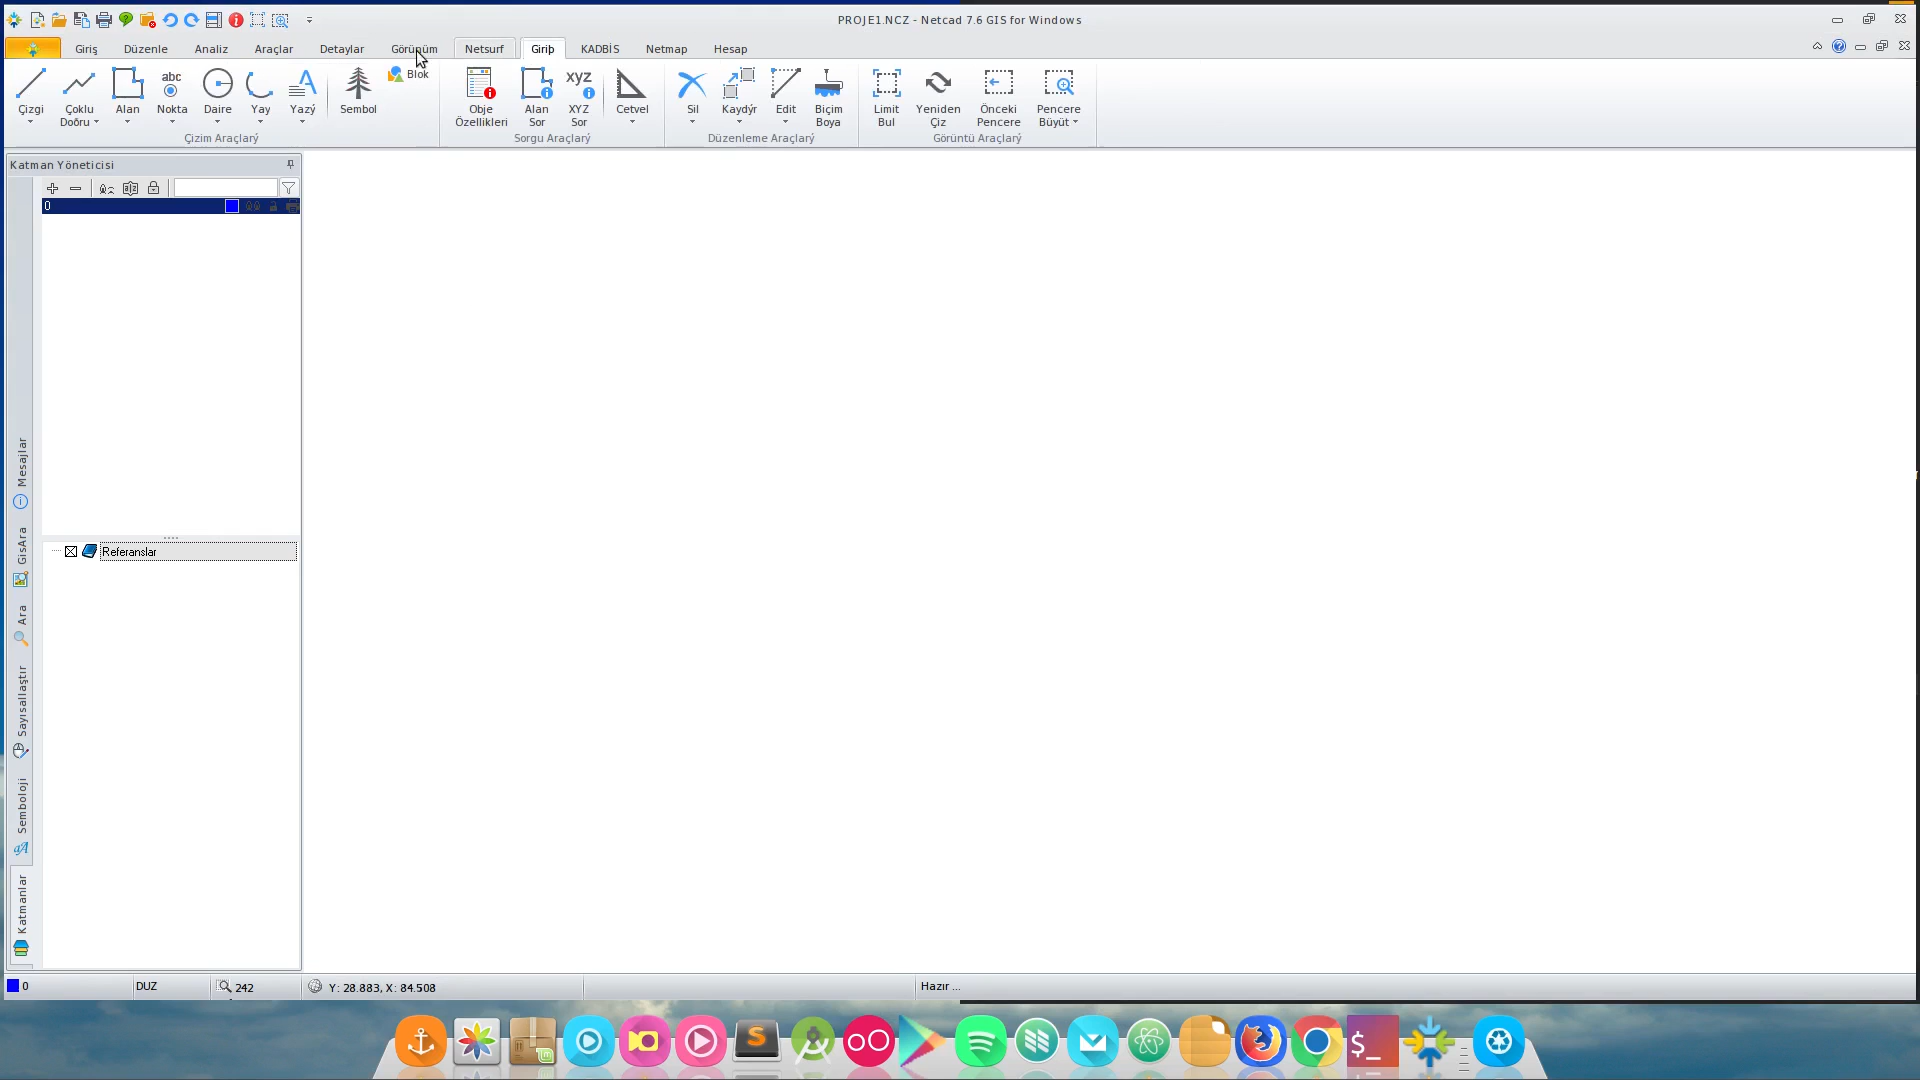 PROJE1.NCZ - Netcad 7.6 GIS for Windows
Giriş Düzenle Analiz Araçlar Detaylar Görünüm Netsurf Giriþ KADBİS Netmap Hesap
Çizgi
Çoklu Doðru
Alan
abc
Nokta
Daire
Yay
Yazý
Sembol
Blok
Çizim Araçlarý
Obje Özellikleri
Alan Sor
xyz
XYZ Sor
Cetvel
Sorgu Araçlarý
Sil
Kaydýr
Edit
Biçim Boya
Düzenleme Araçlarý
Limit Bul
Yeniden Çiz
Önceki Pencere
Pencere Büyüt
Görüntü Araçlarý
Katman Yöneticisi
0
Mesajlar
GisAra
Ara
Sayısallaştır
Semboloji
Katmanlar
Referanslar
0 DUZ 242 Y: 28.883, X: 84.508 Hazır ...
S
$_